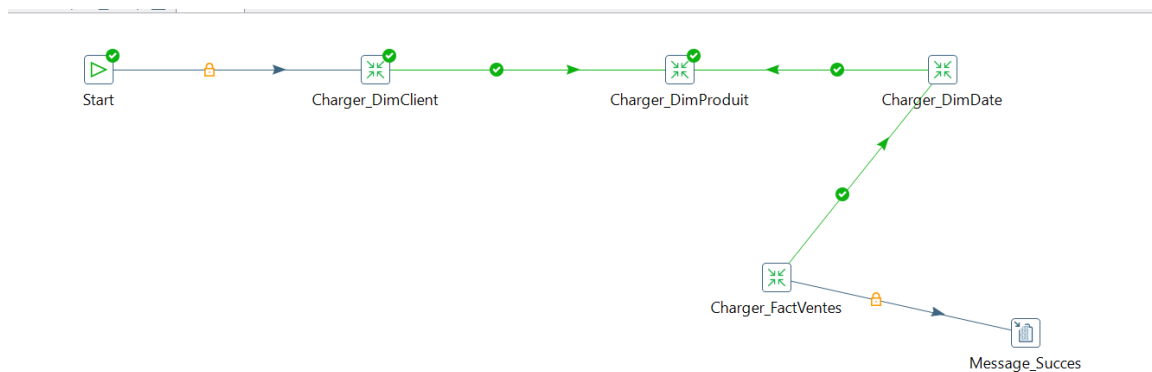 Start
Charger_DimClient
Charger_DimProduit
Charger_DimDate
Charger_FactVentes
Message_Succes